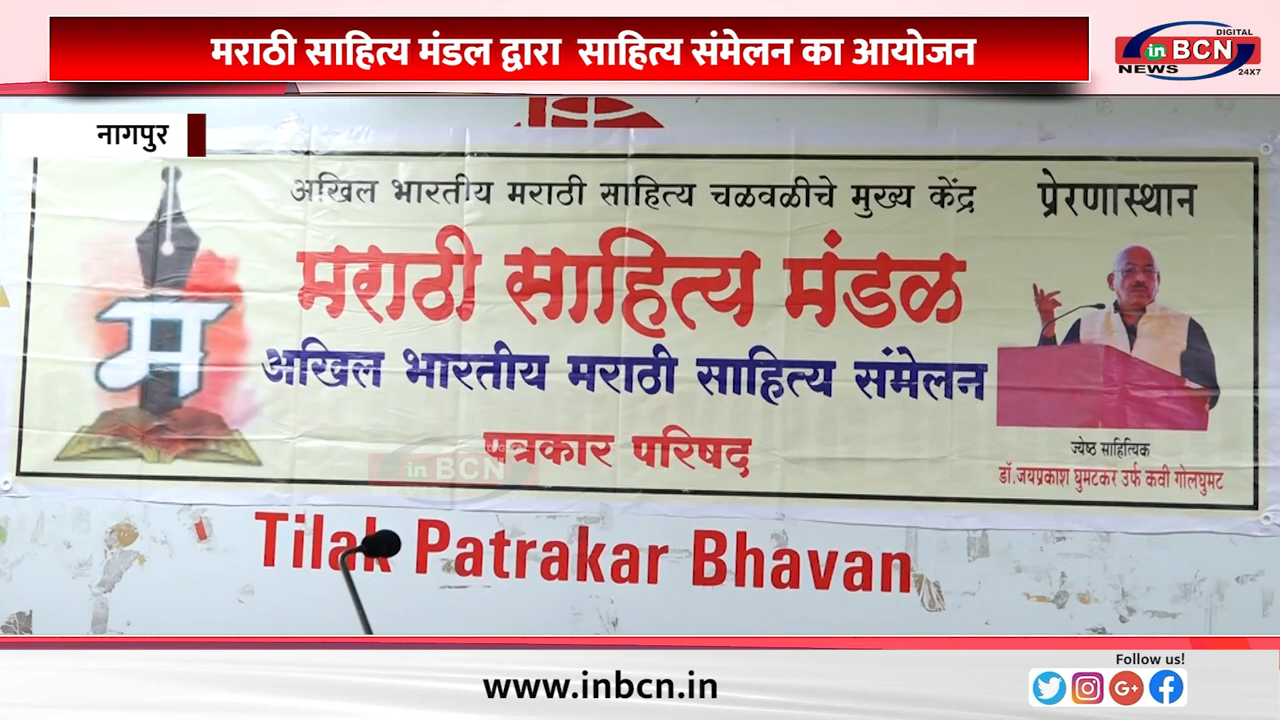 मराठी साहित्य मंडल द्वारा साहित्य संमेलन का आयोजन
DIGITAL
in BCN
NEWS
24X7
नागपुर
अखिल भारतीय मराठी साहित्य चळवळीचे मुख्य केंद्र
प्रेरणास्थान
मराठी साहित्य मंडळ
अखिल भारतीय मराठी साहित्य संमेलन
म
पत्रकार परिषद
in BCN
ज्येष्ठ साहित्यिक
डॉ.जयप्रकाश घुमटकर उर्फ कवी गोलघुमट
Tilak Patrakar Bhavan
Follow us!
www.inbcn.in